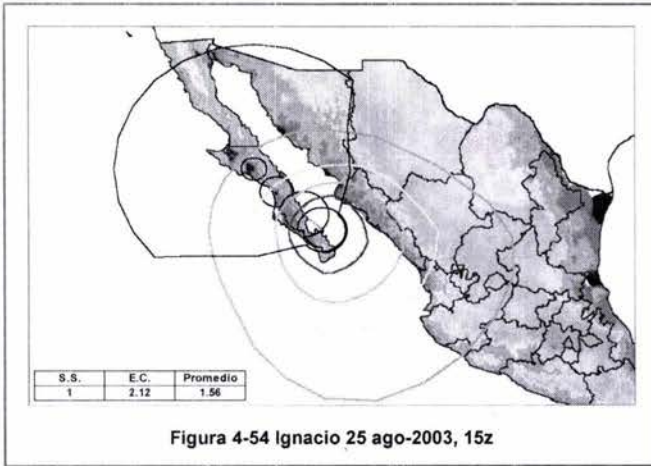 S.S. E.C. Promedio
1 2.12 1.56
Figura 4-54 Ignacio 25 ago-2003, 15z